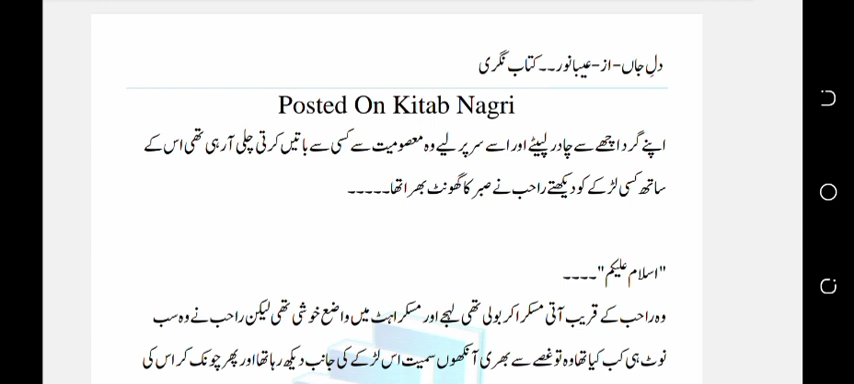 دلِ جاں-از-عیبانور۔۔کتاب نگری
Posted On Kitab Nagri
اپنے گرد اچھے سے چادر لپیٹے اور اسے سر پر لیے وہ معصومیت سے کسی سے باتیں کرتی چلی آرہی تھی اس کے
ساتھ کسی لڑکے کو دیکھتے راحب نے صبر کا گھونٹ بھرا تھا۔۔۔۔۔
"اسلام علیکم"۔۔۔۔
وہ راحب کے قریب آتی مسکرا کر بولی تھی لہجے اور مسکراہٹ میں واضع خوشی تھی لیکن راحب نے وہ سب
نوٹ ہی کب کیا تھا وہ تو غصے سے بھری آنکھوں سمیت اس لڑکے کی جانب دیکھ رہا تھا اور پھر چونک کر اس کی